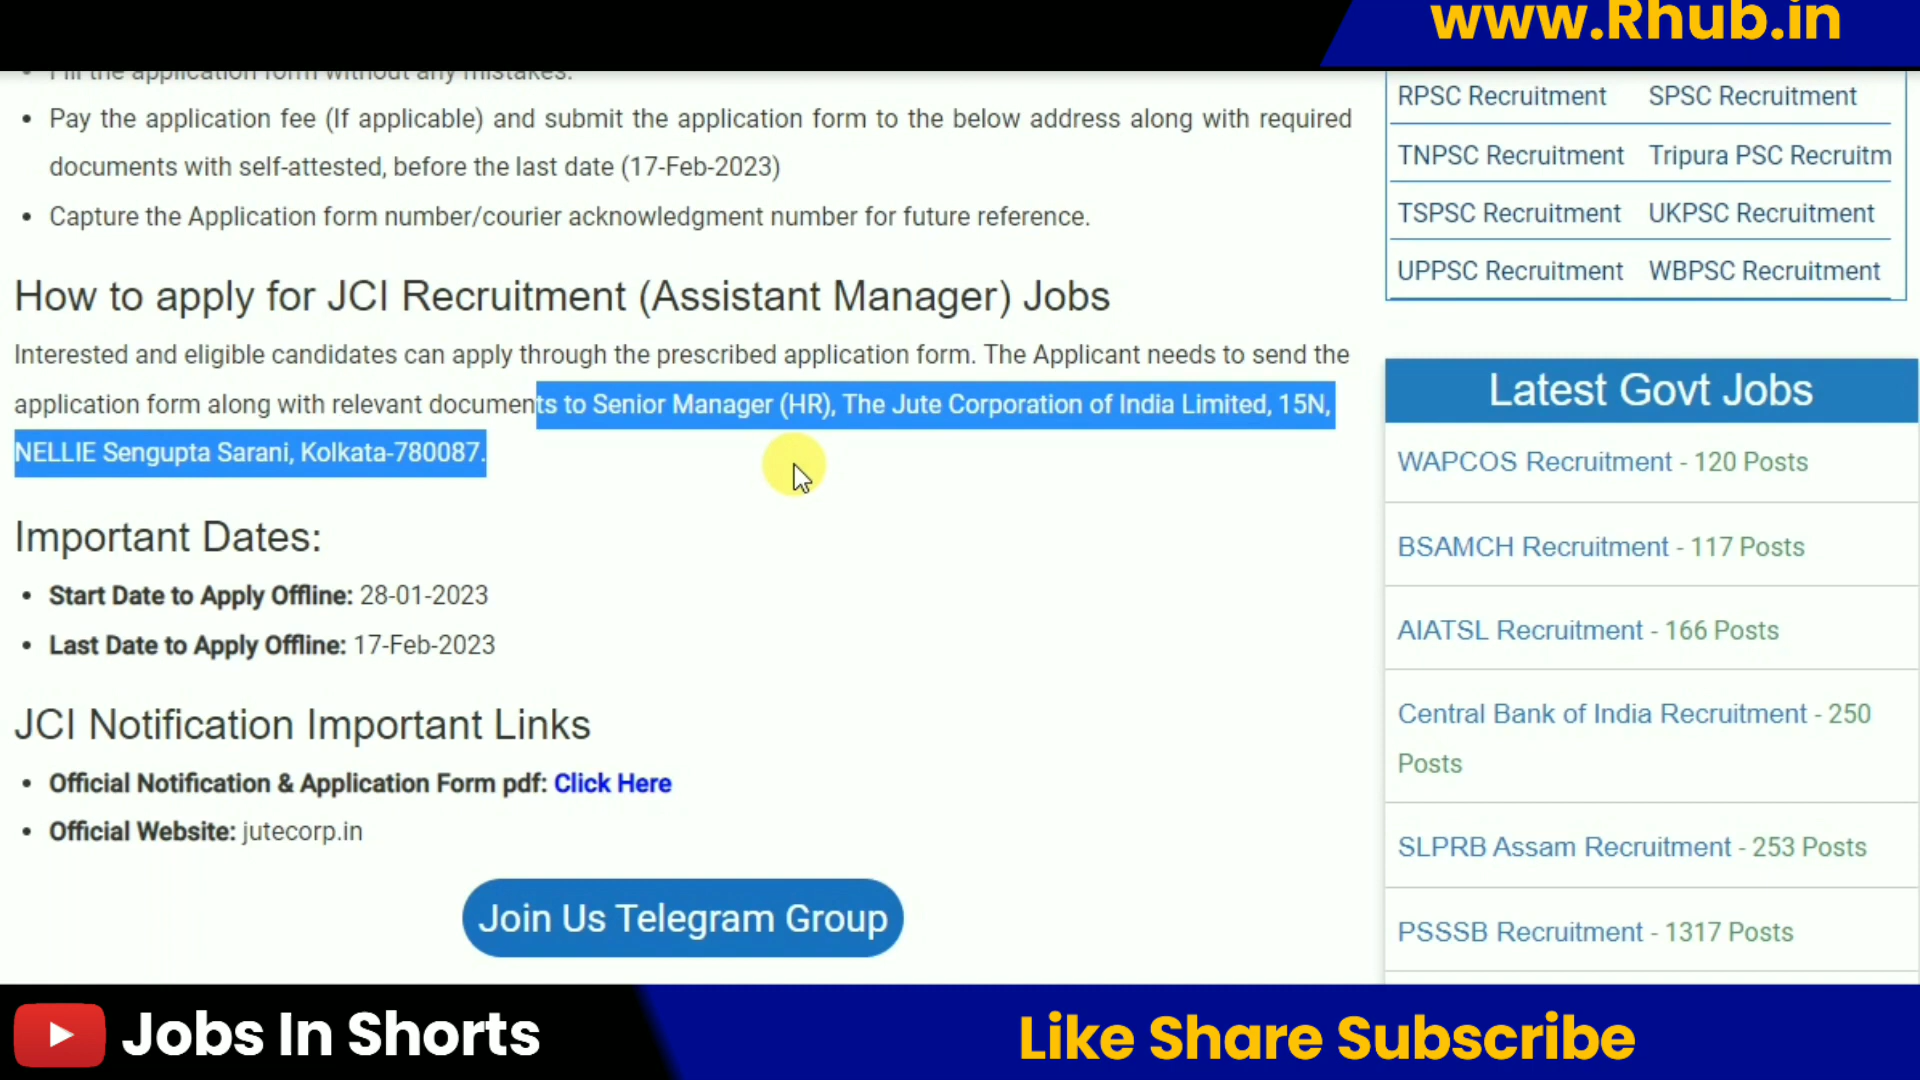 www.Rhub.in
Fill the application form without any mistakes.
Pay the application fee (If applicable) and submit the application form to the below address along with required
documents with self-attested, before the last date (17-Feb-2023)
Capture the Application form number/courier acknowledgment number for future reference.
How to apply for JCI Recruitment (Assistant Manager) Jobs
Interested and eligible candidates can apply through the prescribed application form. The Applicant needs to send the
application form along with relevant documents to Senior Manager (HR), The Jute Corporation of India Limited, 15N,
NELLIE Sengupta Sarani, Kolkata-780087.
Important Dates:
Start Date to Apply Offline: 28-01-2023
Last Date to Apply Offline: 17-Feb-2023
JCI Notification Important Links
Official Notification & Application Form pdf: Click Here
Official Website: jutecorp.in
Join Us Telegram Group
RPSC Recruitment SPSC Recruitment
TNPSC Recruitment Tripura PSC Recruitm
TSPSC Recruitment UKPSC Recruitment
UPPSC Recruitment WBPSC Recruitment
Latest Govt Jobs
WAPCOS Recruitment - 120 Posts
BSAMCH Recruitment - 117 Posts
AIATSL Recruitment - 166 Posts
Central Bank of India Recruitment - 250
Posts
SLPRB Assam Recruitment - 253 Posts
PSSSB Recruitment - 1317 Posts
Jobs In Shorts
Like Share Subscribe